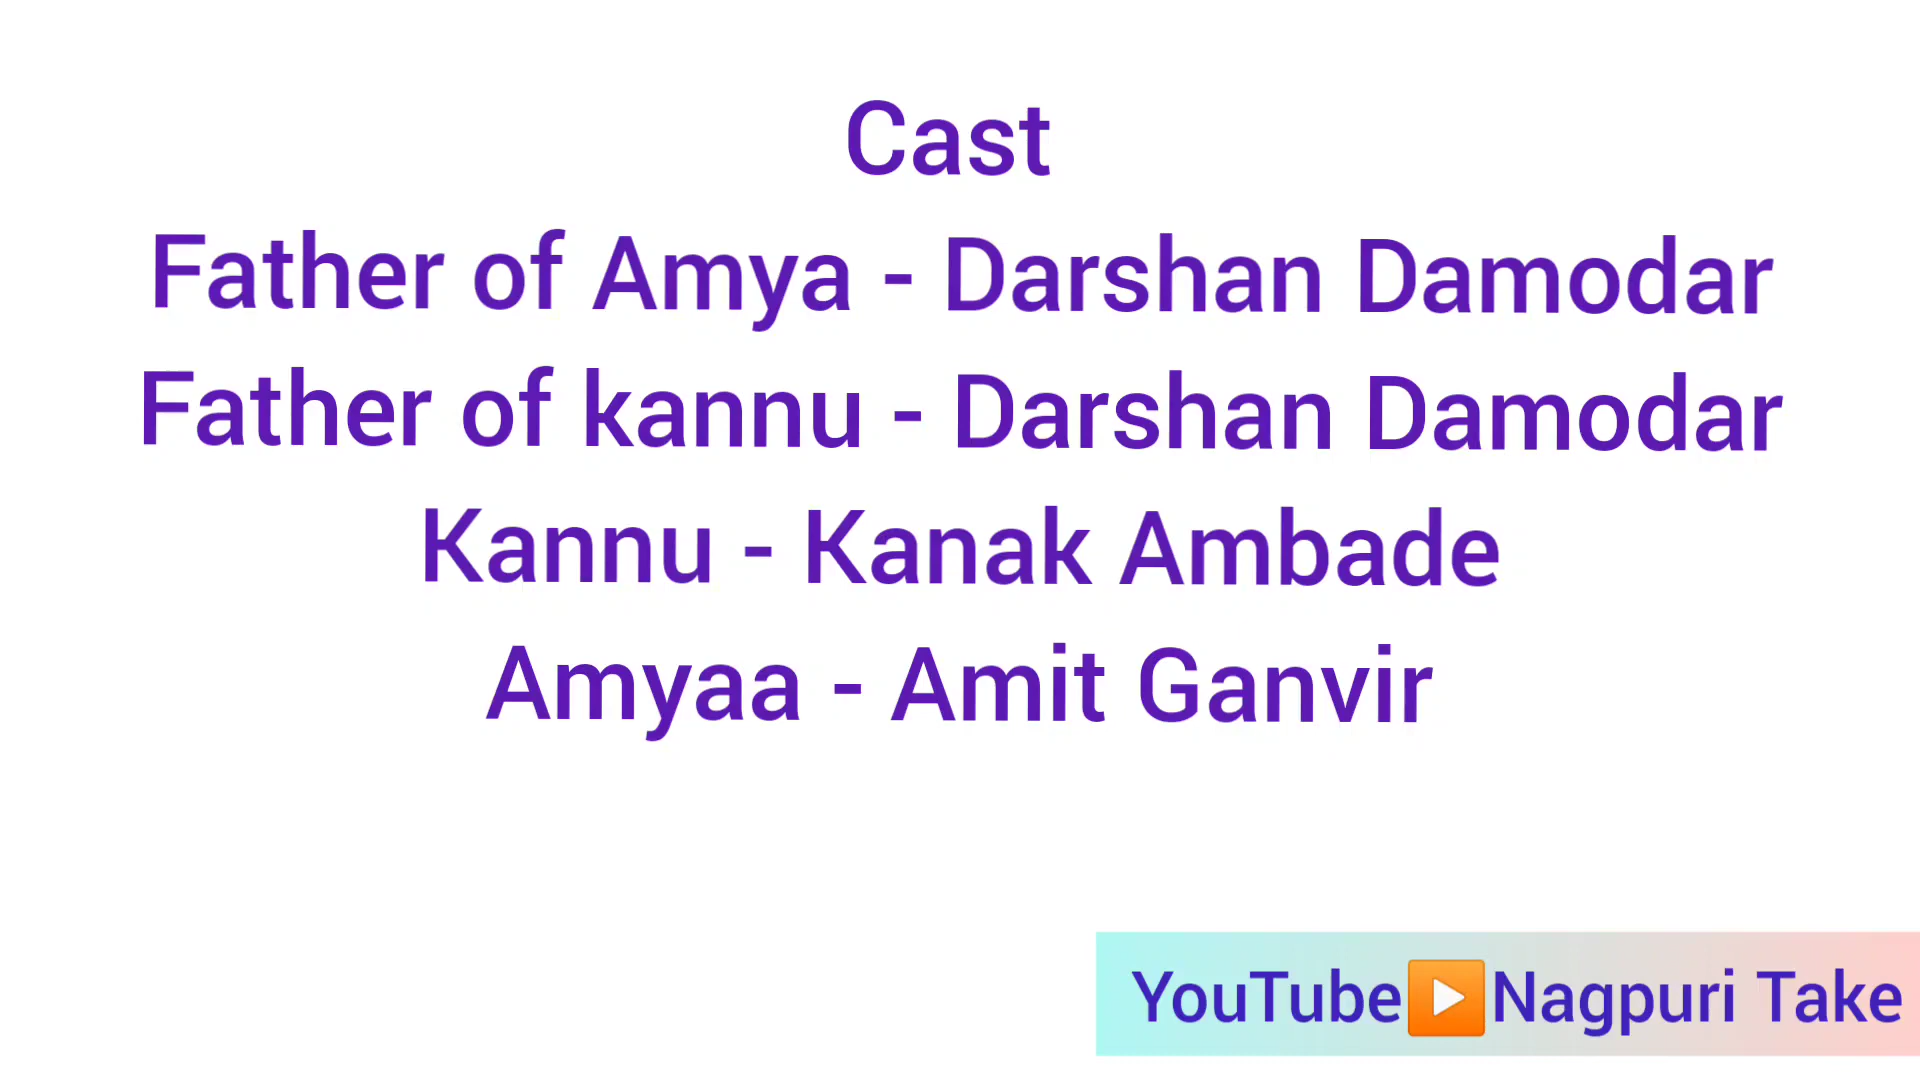 Cast
Father of Amya - Darshan Damodar
Father of kannu - Darshan Damodar
Kannu - Kanak Ambade
Amyaa - Amit Ganvir
YouTube▶️Nagpuri Take